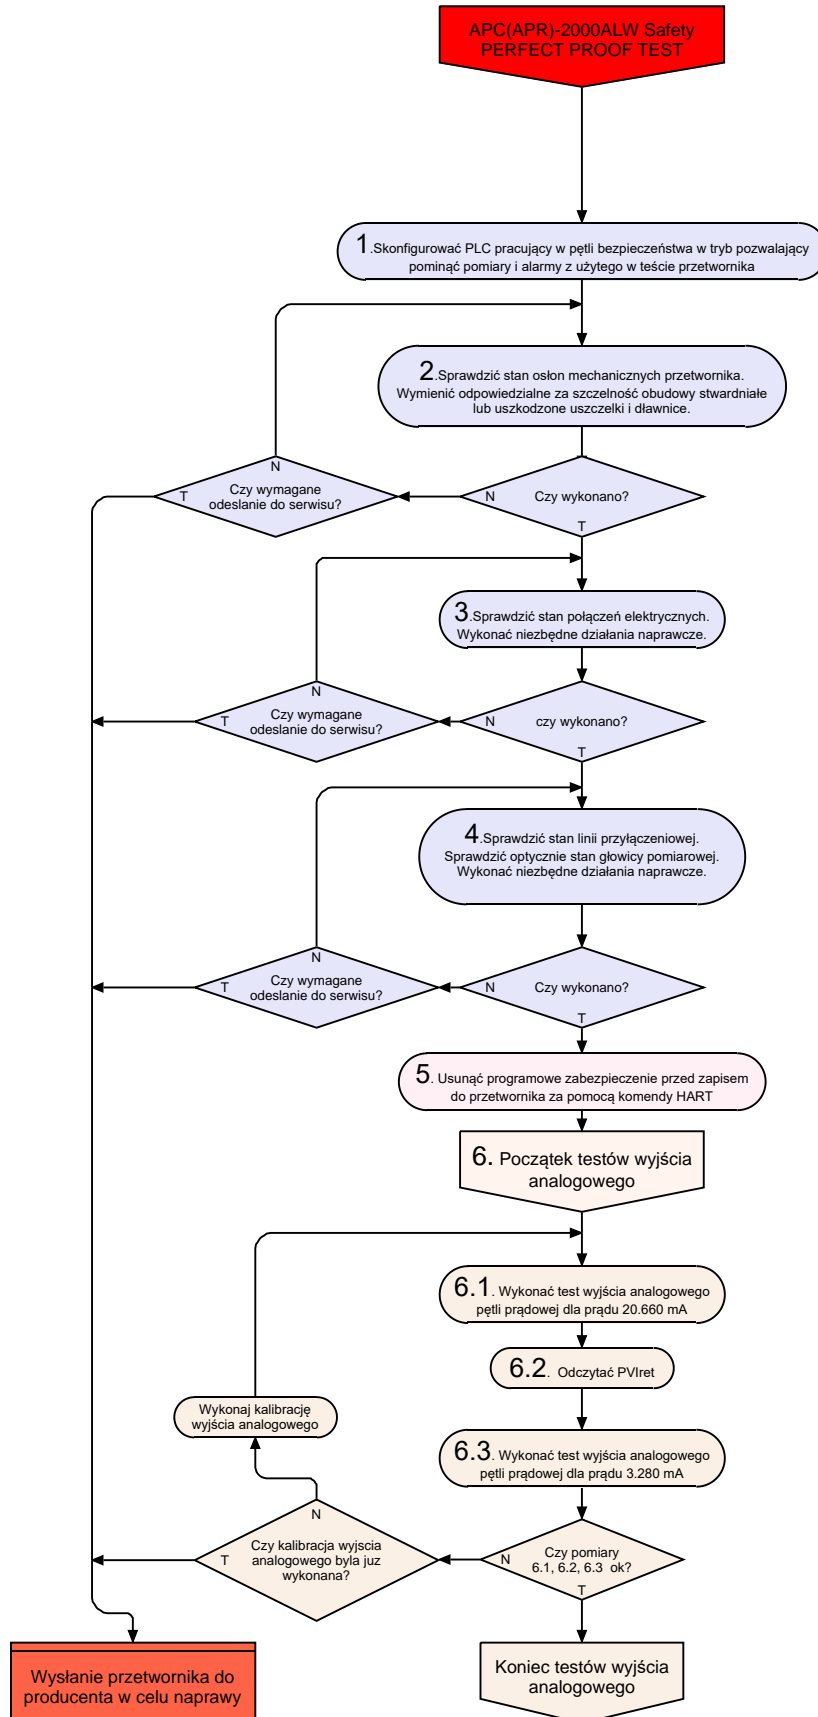 APC(APR)-2000ALW Safety
PERFECT PROOF TEST
1.Skonfigurować PLC pracujący w pętli bezpieczeństwa w tryb pozwalający
pominąć pomiary i alarmy z użytego w teście przetwornika
2.Sprawdzić stan osłon mechanicznych przetwornika.
Wymienić odpowiedzialne za szczelność obudowy stwardniałe
lub uszkodzone uszczelki i dławnice.
N
T
Czy wymagane
odeslanie do serwisu?
N
Czy wykonano?
T
3.Sprawdzić stan połączeń elektrycznych.
Wykonać niezbędne działania naprawcze.
N
T
Czy wymagane
odeslanie do serwisu?
N
czy wykonano?
T
4.Sprawdzić stan linii przyłączeniowej.
Sprawdzić optycznie stan głowicy pomiarowej.
Wykonać niezbędne działania naprawcze.
N
T
Czy wymagane
odeslanie do serwisu?
N
Czy wykonano?
T
5. Usunąć programowe zabezpieczenie przed zapisem
do przetwornika za pomocą komendy HART
6. Początek testów wyjścia
analogowego
6.1. Wykonać test wyjścia analogowego
pętli prądowej dla prądu 20.660 mA
6.2. Odczytać PVIret
Wykonaj kalibrację
wyjścia analogowego
6.3. Wykonać test wyjścia analogowego
pętli prądowej dla prądu 3.280 mA
N
T
Czy kalibracja wyjscia
analogowego byla juz
wykonana?
N
Czy pomiary
6.1, 6.2, 6.3 ok?
T
Wysłanie przetwornika do
producenta w celu naprawy
Koniec testów wyjścia
analogowego